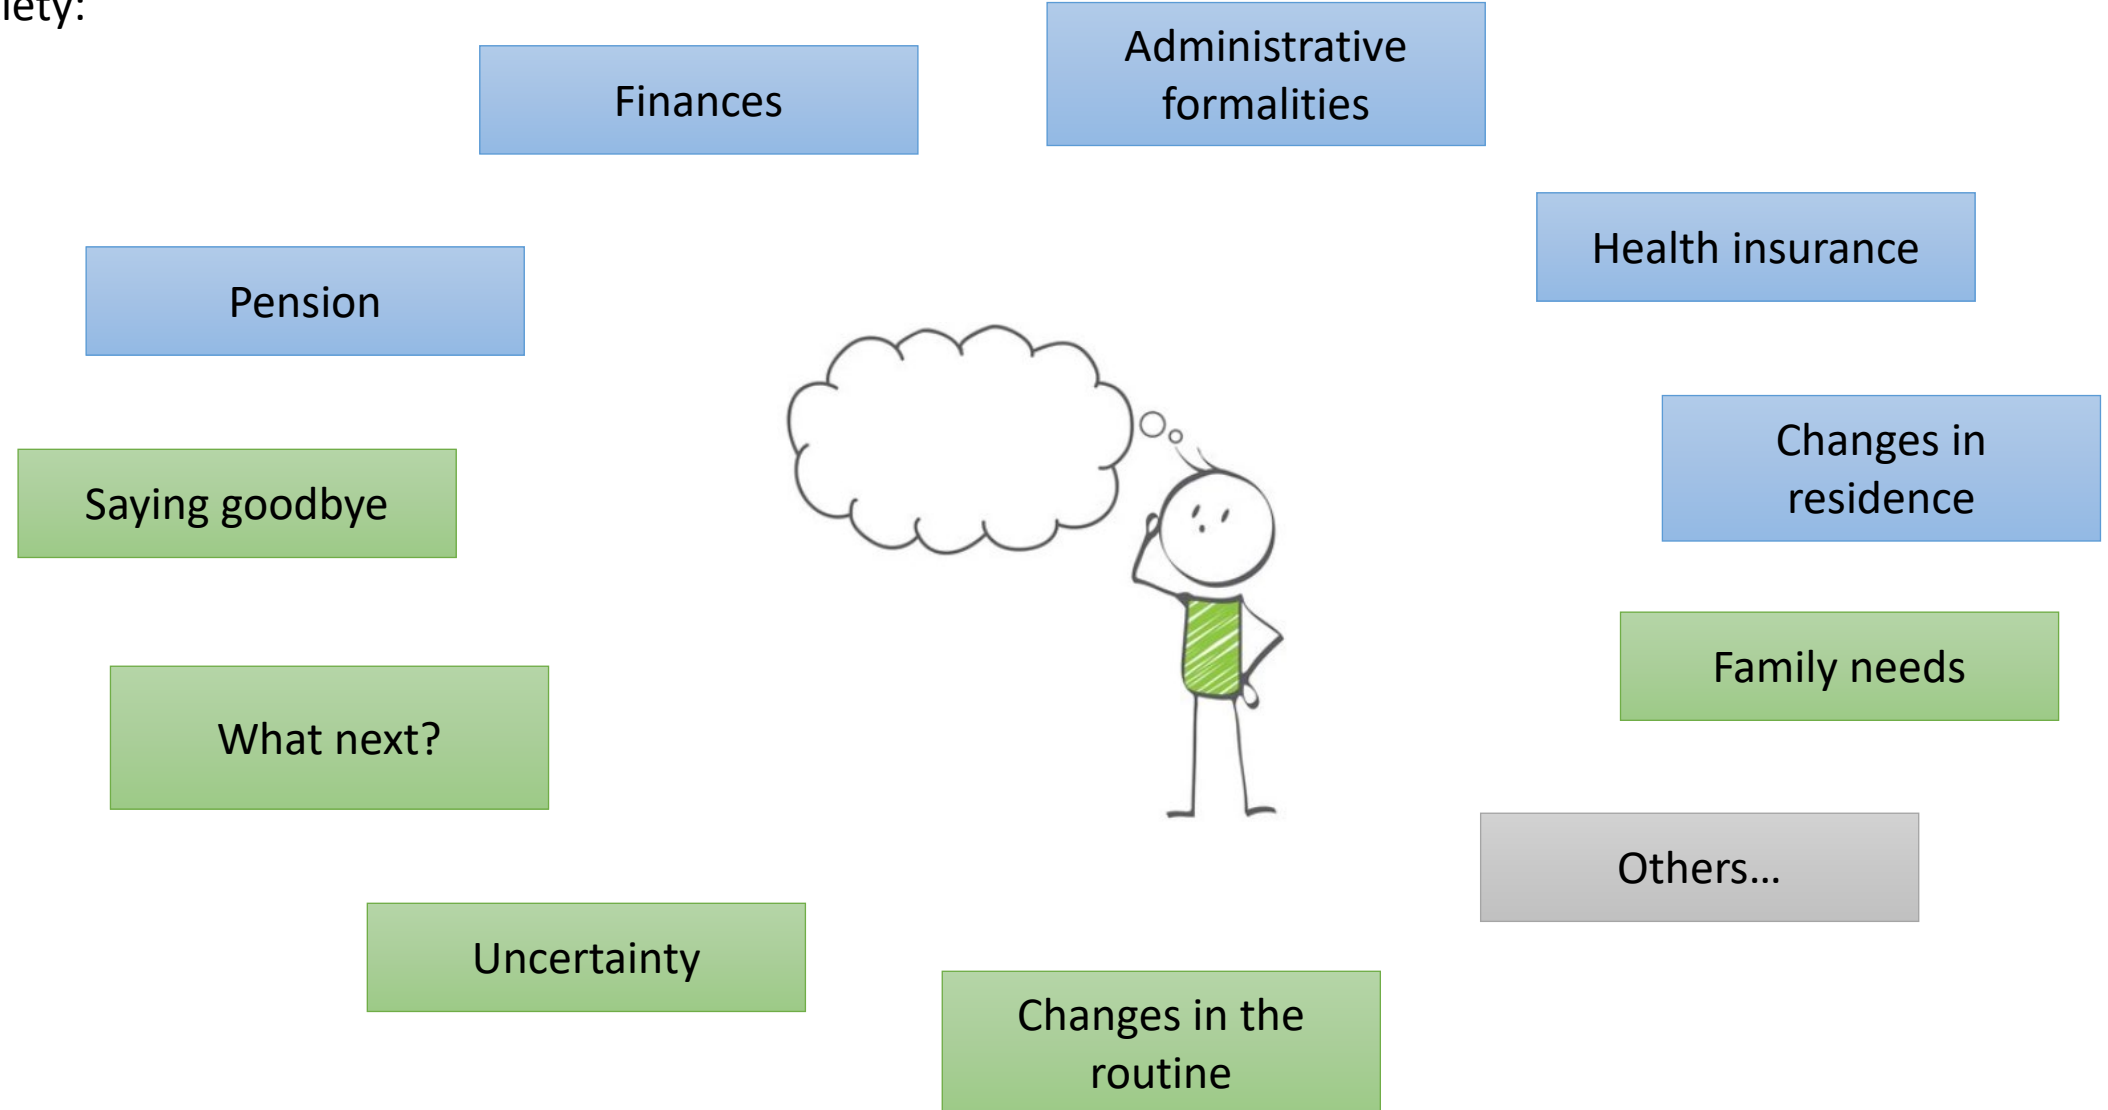 Finances
Administrative
formalities
Health insurance
Pension
Changes in
residence
Saying goodbye
Family needs
What next?
Others...
Uncertainty
Changes in the
routine